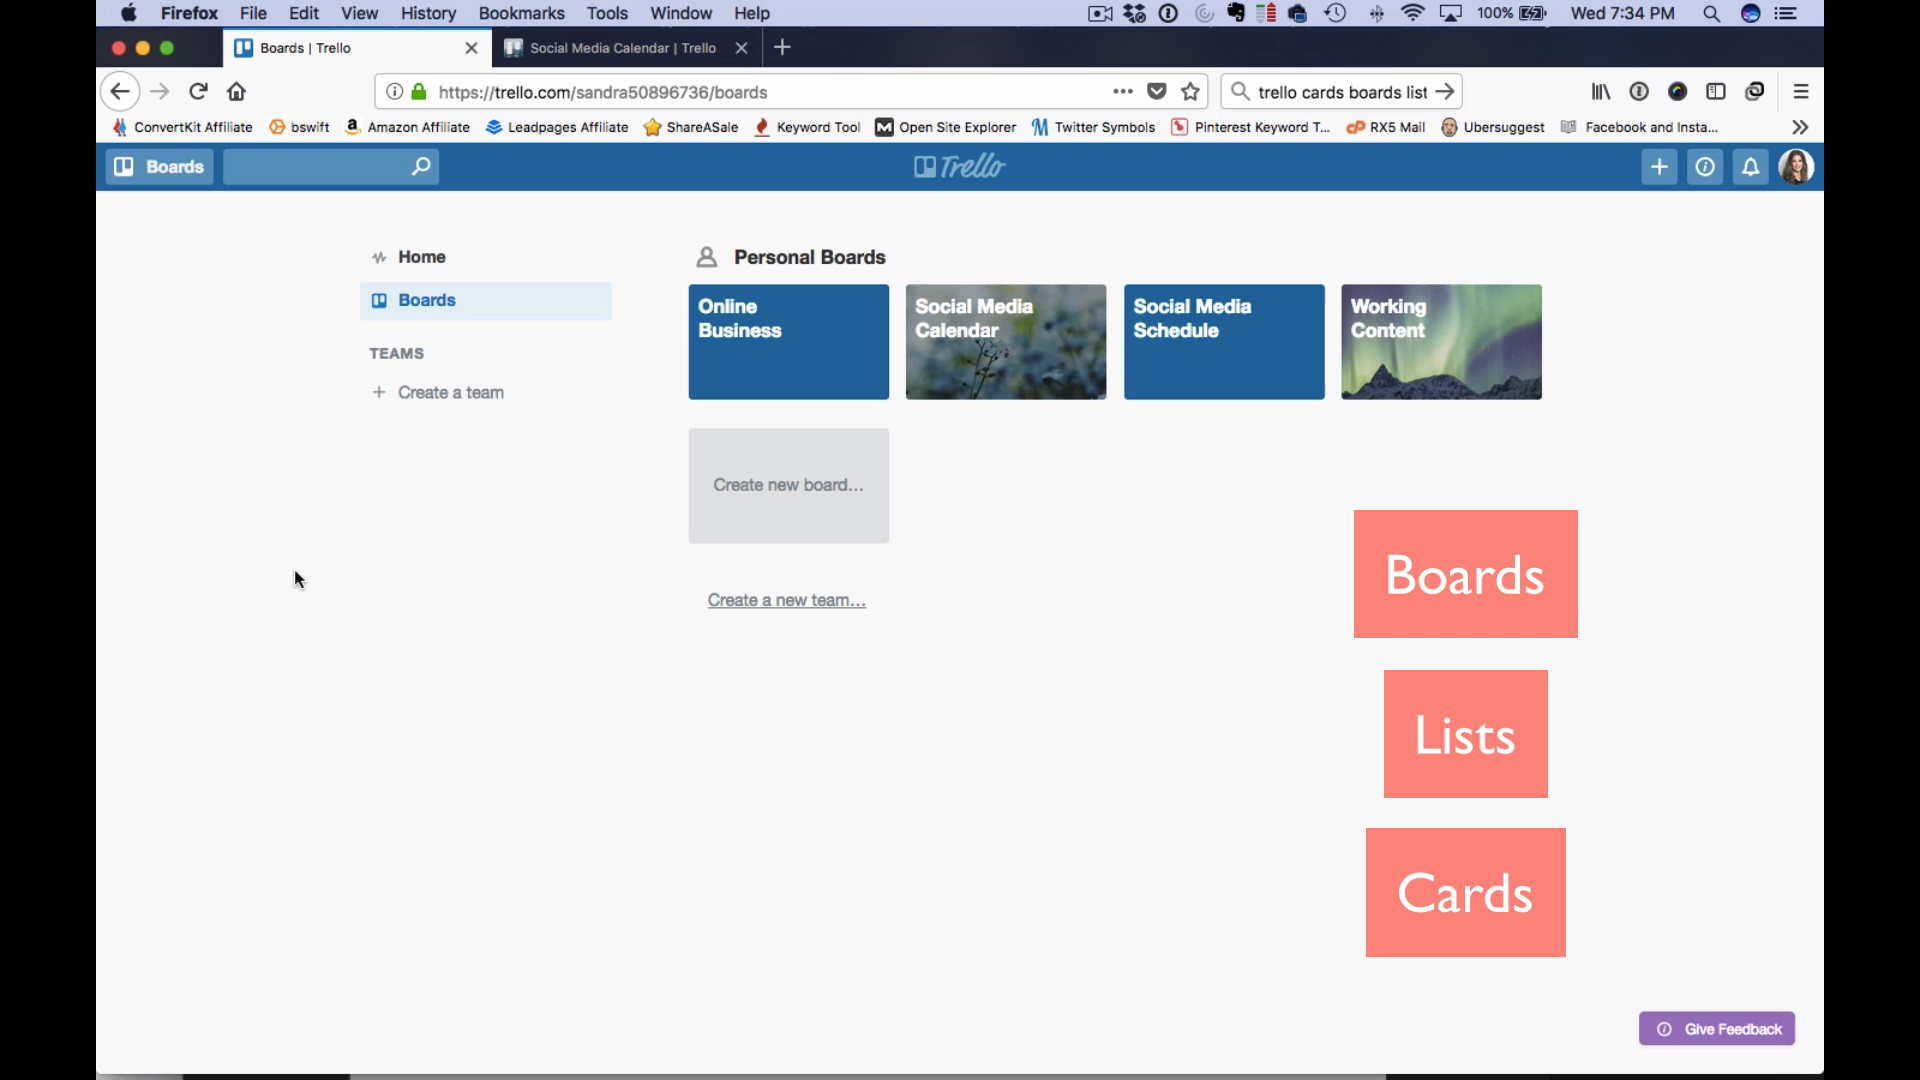 Firefox File Edit View History Bookmarks Tools Window Help 100% Wed 7:34 PM
Boards | Trello Social Media Calendar | Trello
https://trello.com/sandra50896736/boards trello cards boards list
ConvertKit Affiliate bswift Amazon Affiliate Leadpages Affiliate ShareASale Keyword Tool Open Site Explorer Twitter Symbols Pinterest Keyword T... RX5 Mail Ubersuggest Facebook and Insta...
Boards Trello
Home
Boards
TEAMS
+ Create a team
Personal Boards
Online
Business
Social Media
Calendar
Social Media
Schedule
Working
Content
Create new board...
Create a new team...
Boards
Lists
Cards
Give Feedback